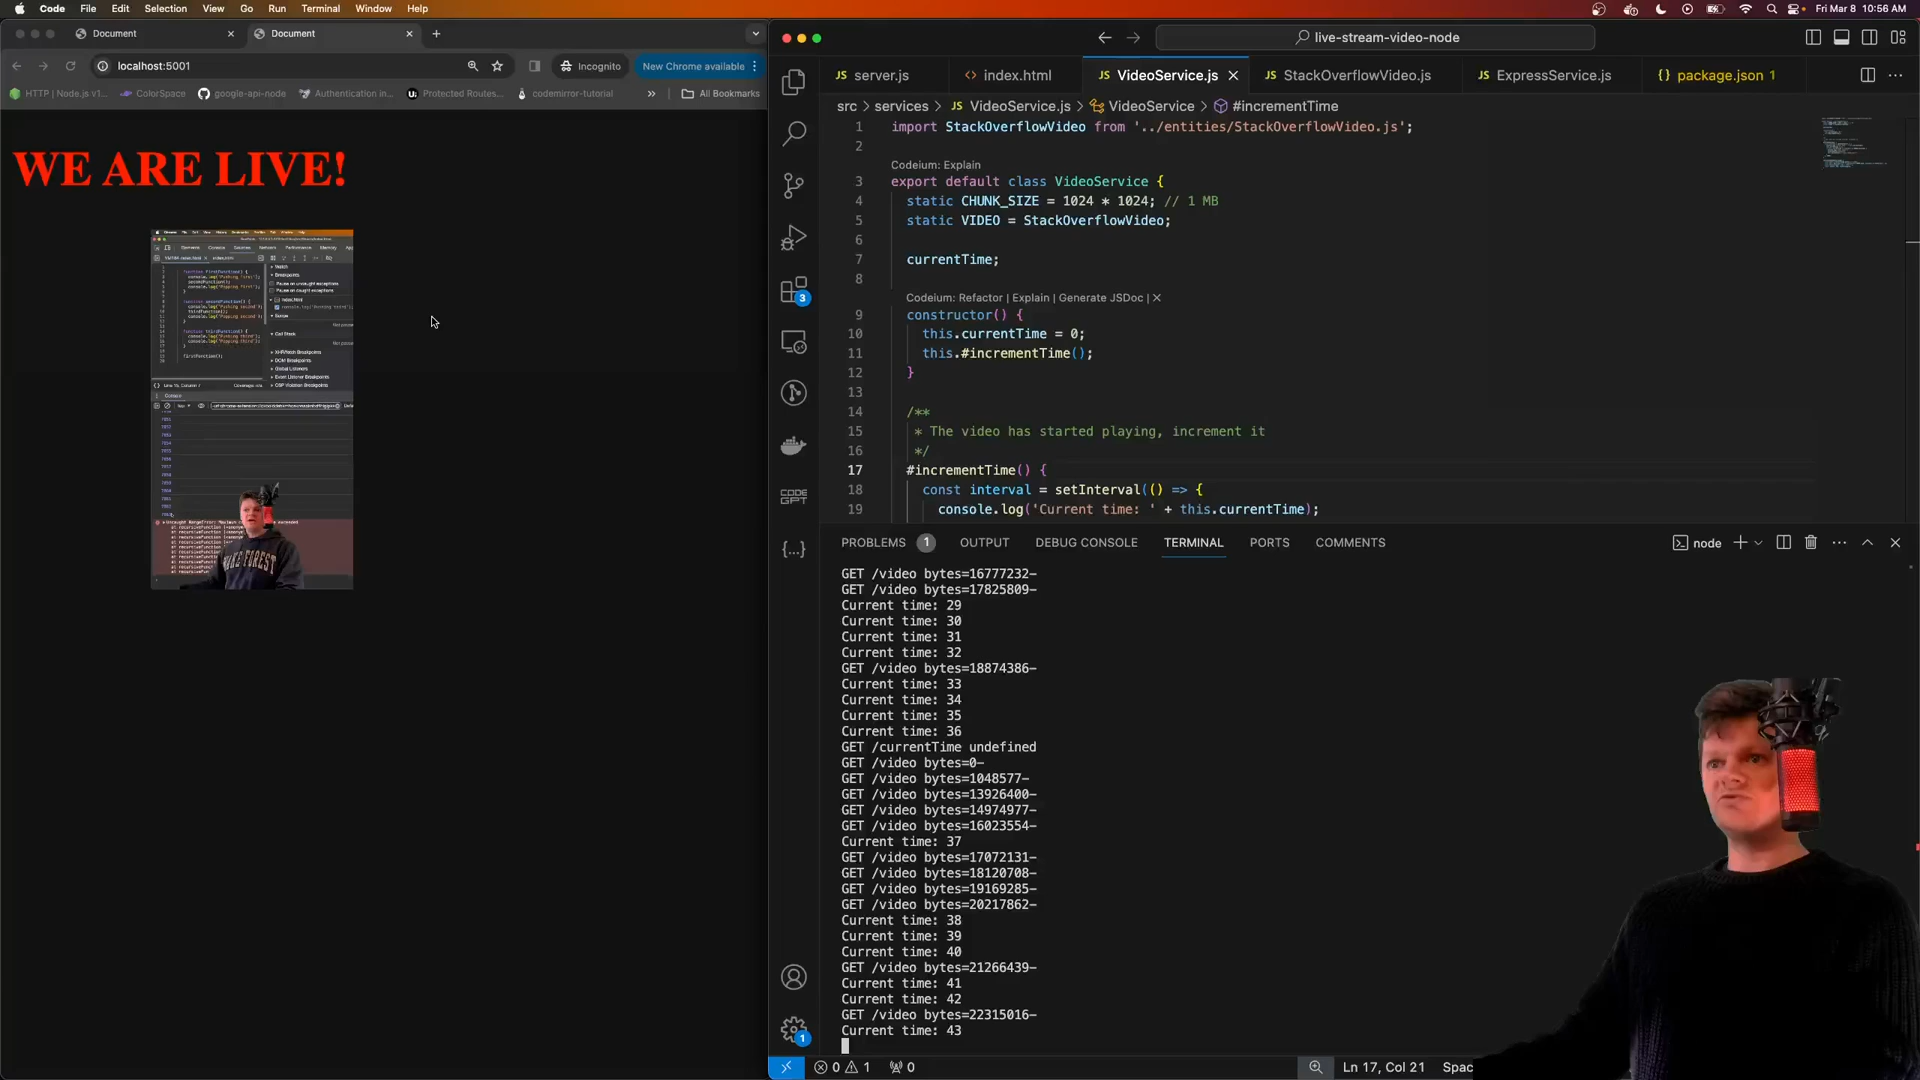 Code File Edit Selection View Go Run Terminal Window Help
Fri Mar 8 10:56 AM
Document
Document
localhost:5001
Incognito
New Chrome available
HTTP | Node.js v1...
ColorSpace
google-api-node
Authentication in...
Protected Routes...
codemirror-tutorial
»
All Bookmarks
WE ARE LIVE!
live-stream-video-node
server.js
index.html
VideoService.js
StackOverflowVideo.js
ExpressService.js
package.json 1
src > services > JS VideoService.js > VideoService > #incrementTime
1 import StackOverflowVideo from '../entities/StackOverflowVideo.js';
2
Codeium: Explain
3 export default class VideoService {
4 static CHUNK_SIZE = 1024 * 1024; // 1 MB
5 static VIDEO = StackOverflowVideo;
6
7 currentTime;
8
Codeium: Refactor | Explain | Generate JSDoc | ×
9 constructor() {
10 this.currentTime = 0;
11 this.#incrementTime();
12 }
13
14 /**
15 * The video has started playing, increment it
16 */
17 #incrementTime() {
18 const interval = setInterval(() => {
19 console.log('Current time: ' + this.currentTime);
PROBLEMS 1 OUTPUT DEBUG CONSOLE TERMINAL PORTS COMMENTS
node
GET /video bytes=16777232-
GET /video bytes=17825809-
Current time: 29
Current time: 30
Current time: 31
Current time: 32
GET /video bytes=18874386-
Current time: 33
Current time: 34
Current time: 35
Current time: 36
GET /currentTime undefined
GET /video bytes=0-
GET /video bytes=1048577-
GET /video bytes=13926400-
GET /video bytes=14974977-
GET /video bytes=16023554-
Current time: 37
GET /video bytes=17072131-
GET /video bytes=18120708-
GET /video bytes=19169285-
GET /video bytes=20217862-
Current time: 38
Current time: 39
Current time: 40
GET /video bytes=21266439-
Current time: 41
Current time: 42
GET /video bytes=22315016-
Current time: 43
3
CODE GPT
1
0 1 0
Ln 17, Col 21
Spac
WAKE FOREST